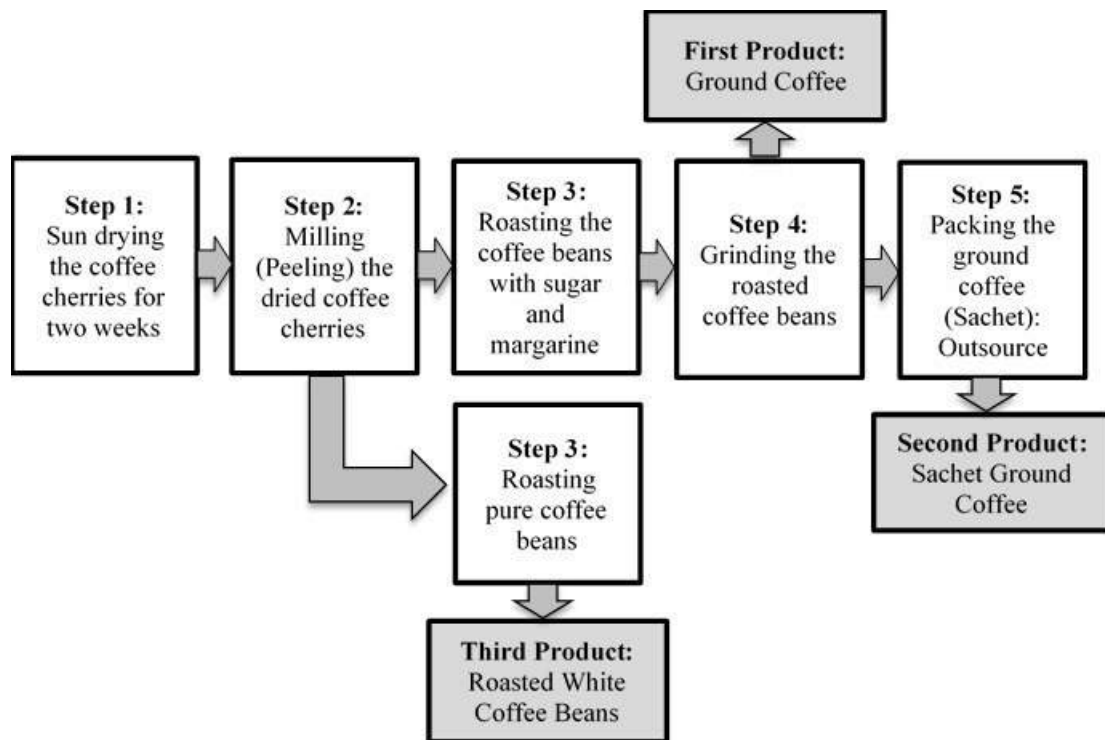 First Product:
Ground Coffee
Step 1:
Sun drying
the coffee
cherries for
two weeks
Step 2:
Milling
(Peeling) the
dried coffee
cherries
Step 3:
Roasting the
coffee beans
with sugar
and
margarine
Step 4:
Grinding the
roasted
coffee beans
Step 5:
Packing the
ground
coffee
(Sachet):
Outsource
Step 3:
Roasting
pure coffee
beans
Second Product:
Sachet Ground
Coffee
Third Product:
Roasted White
Coffee Beans